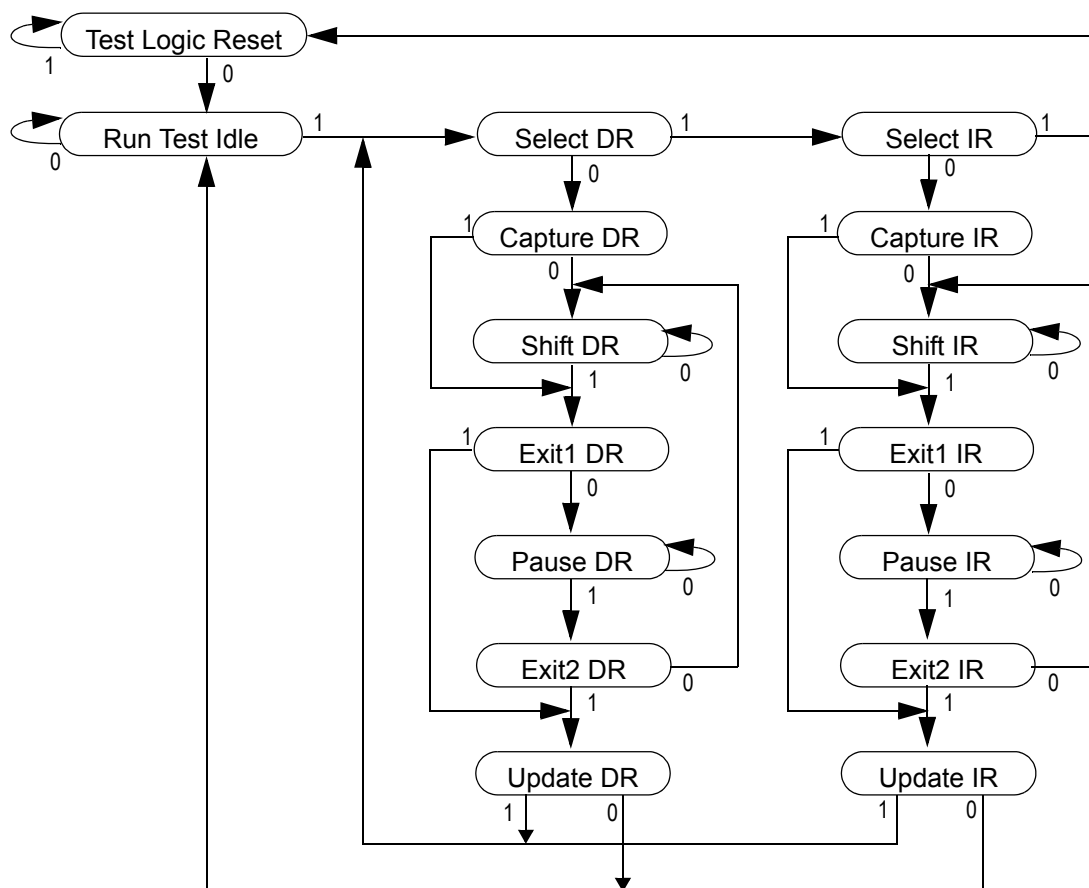 Test Logic Reset
1
0
Run Test Idle
1
Select DR
1
Select IR
1
0
0
0
1
Capture DR
1
Capture IR
0
0
Shift DR
Shift IR
1
0
1
0
1
Exit1 DR
1
Exit1 IR
0
0
Pause DR
Pause IR
1
0
1
0
Exit2 DR
Exit2 IR
1
0
1
0
Update DR
Update IR
1
0
1
0